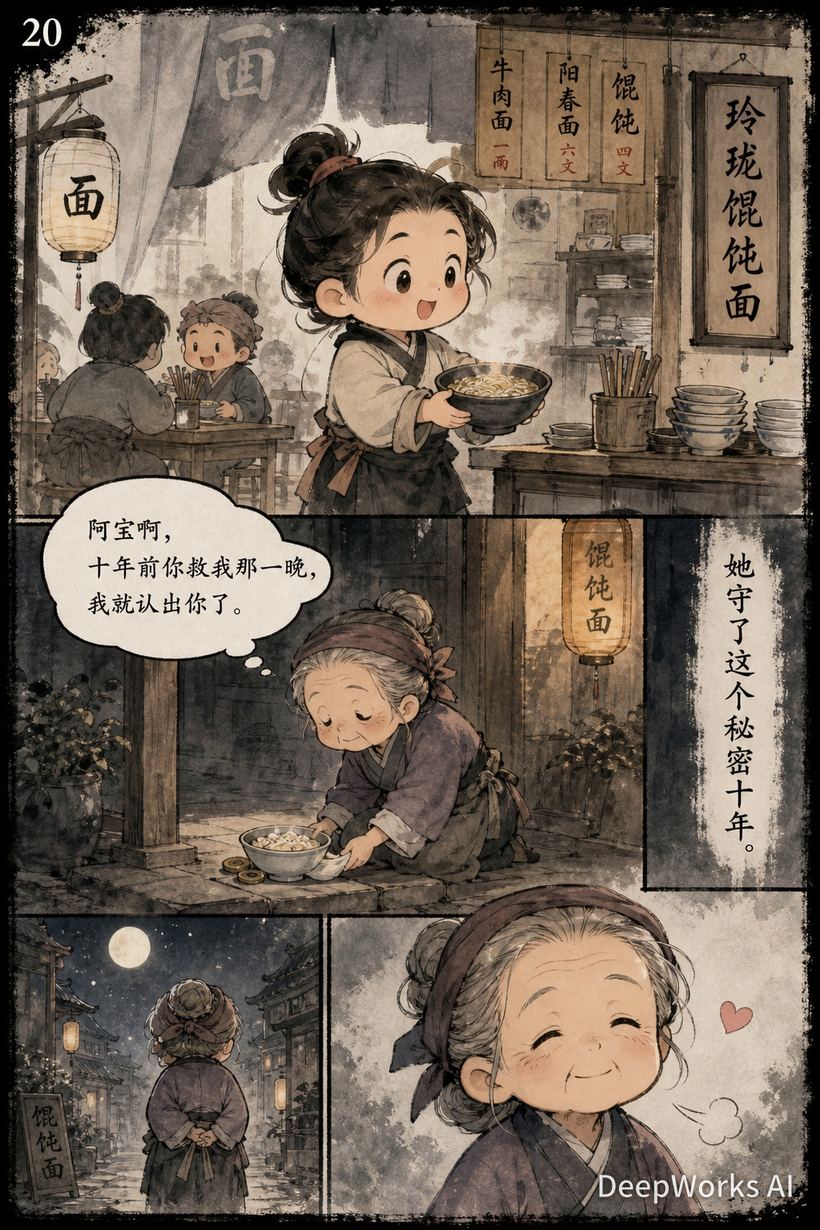 20
面
面
牛肉面 一两
阳春面 六文
馄饨 四文
玲珑馄饨面
阿宝啊，
十年前你救我那一晚，
我就认出你了。
馄饨面
她守了这个秘密十年。
馄饨面
DeepWorks AI